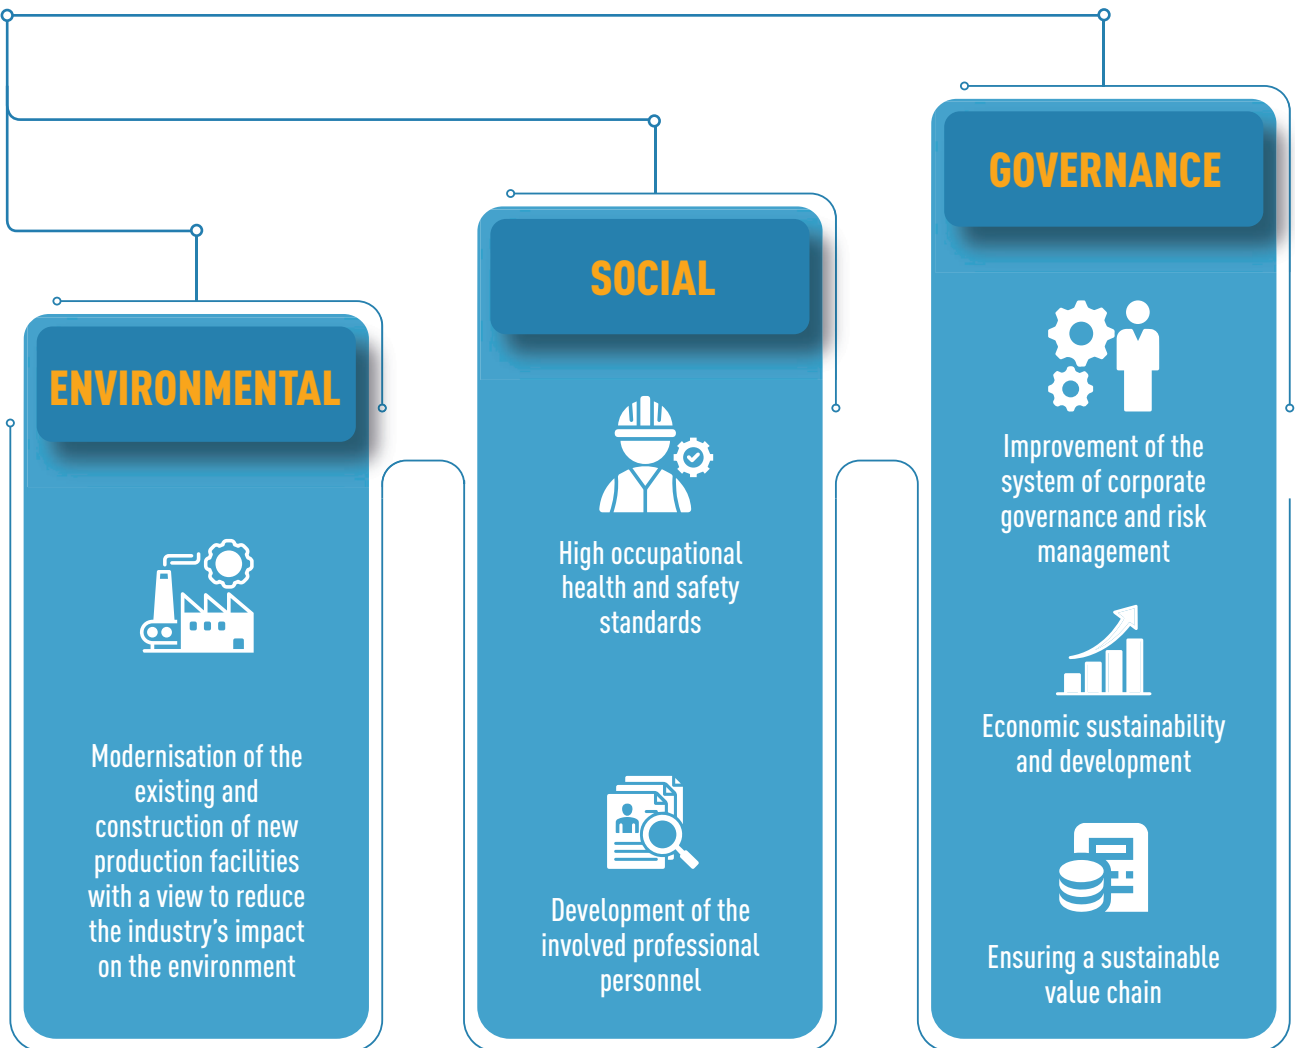 ENVIRONMENTAL
Modernisation of the
existing and
construction of new
production facilities
with a view to reduce
the industry's impact
on the environment
SOCIAL
High occupational
health and safety
standards
Development of the
involved professional
personnel
GOVERNANCE
Improvement of the
system of corporate
governance and risk
management
Economic sustainability
and development
Ensuring a sustainable
value chain